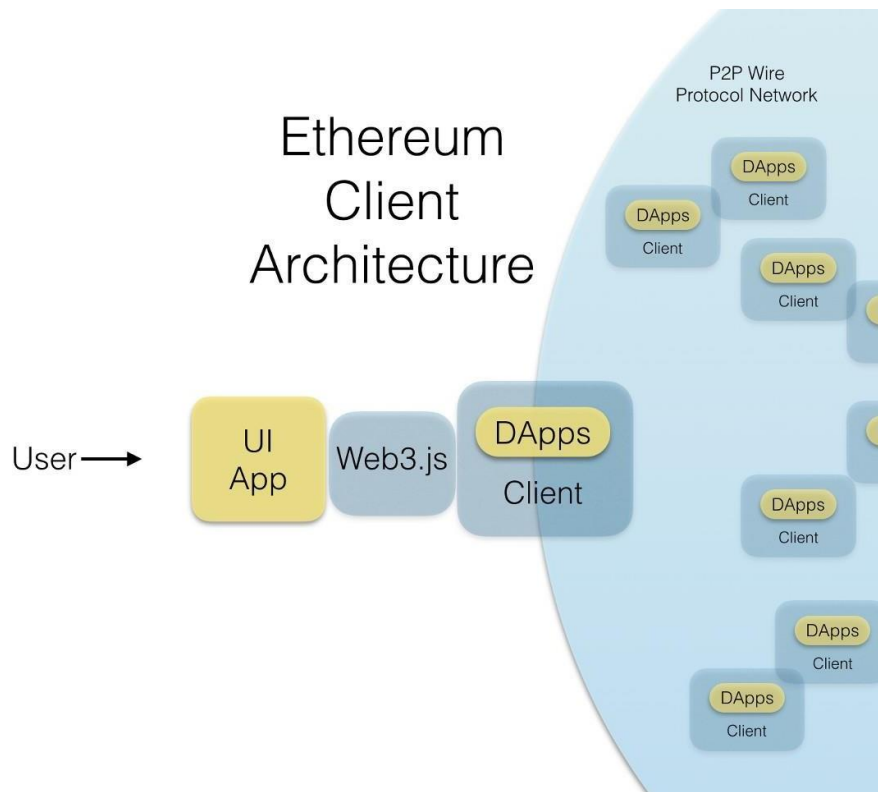 P2P Wire
Protocol Network
Ethereum
Client
Architecture
DApps
Client
DApps
Client
DApps
Client
User
UI
App
Web3.js
DApps
Client
DApps
Client
DApps
Client
DApps
Client